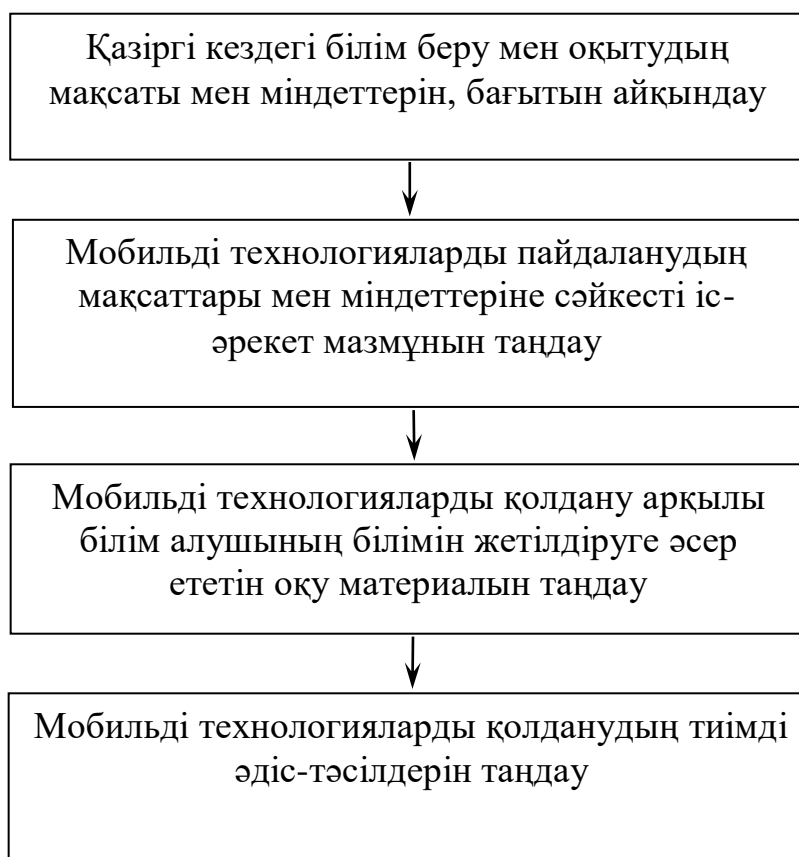 Қазіргі кездегі білім беру мен оқытудың
мақсаты мен міндеттерін, бағытын айқындау
Мобильді технологияларды пайдаланудың
мақсаттары мен міндеттеріне сәйкесті іс-
әрекет мазмұнын таңдау
Мобильді технологияларды қолдану арқылы
білім алушының білімін жетілдіруге әсер
ететін оқу материалын таңдау
Мобильді технологияларды қолданудың тиімді
әдіс-тәсілдерін таңдау